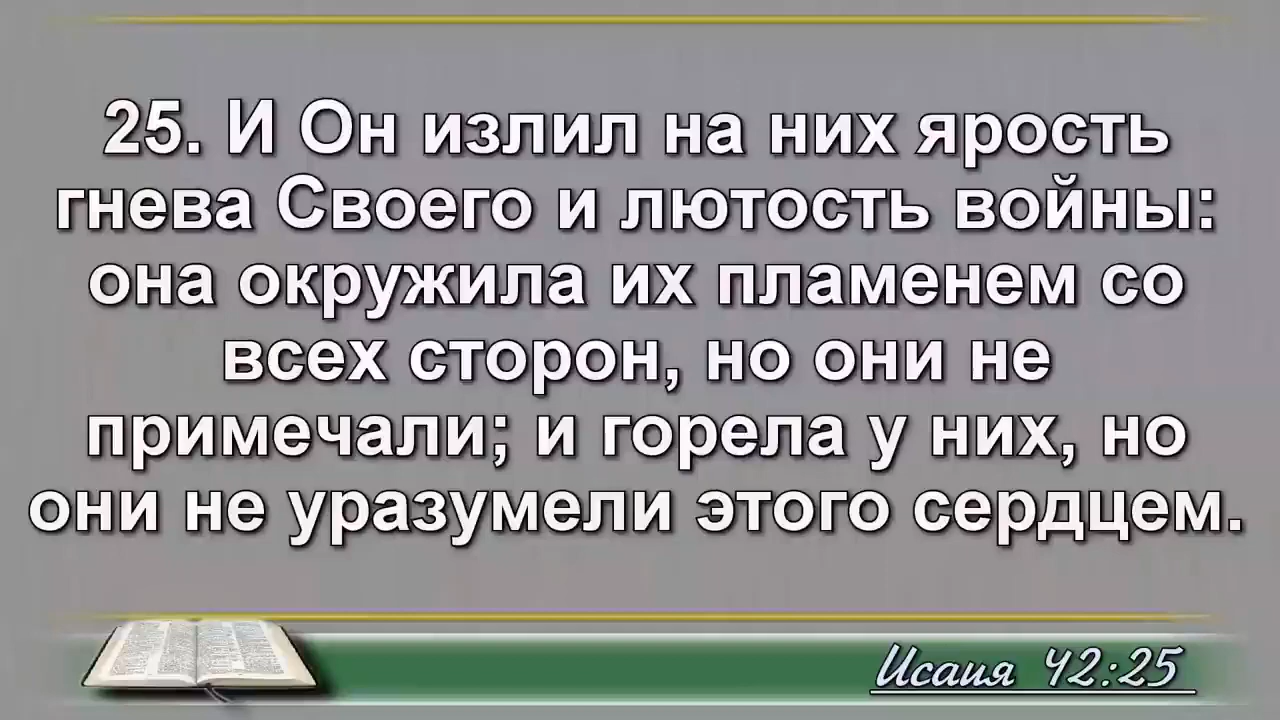 25. И Он излил на них ярость
гнева Своего и лютость войны:
она окружила их пламенем со
всех сторон, но они не
примечали; и горела у них, но
они не уразумели этого сердцем.
Исаия 42:25